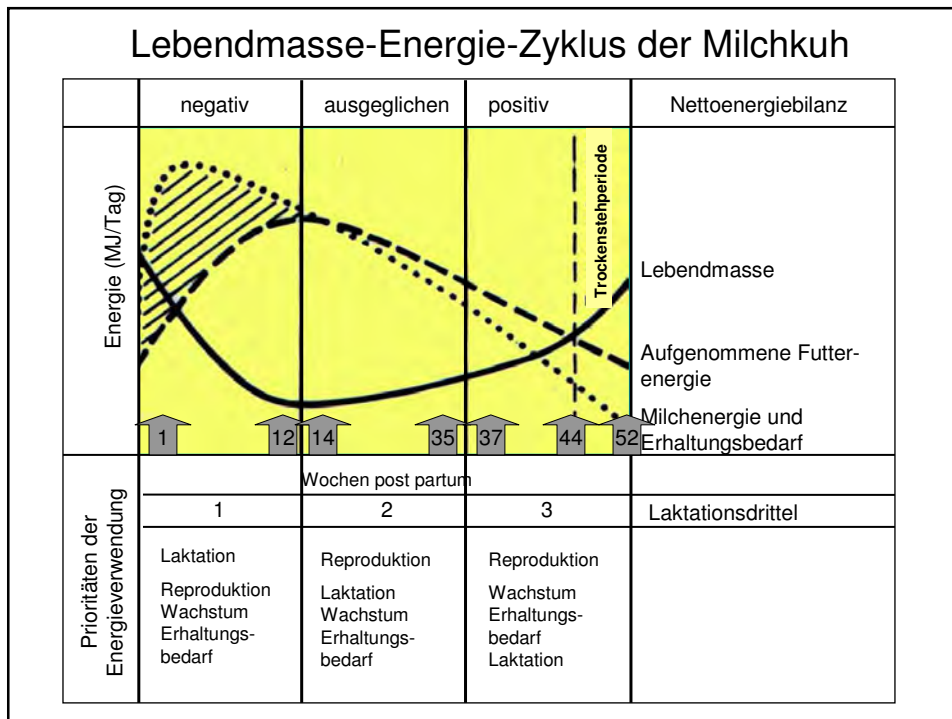 Lebendmasse-Energie-Zyklus der Milchkuh
negativ
ausgeglichen
positiv
Nettoenergiebilanz
Energie (MJ/Tag)
Trockenstehperiode
Lebendmasse
Aufgenommene Futter-
energie
Milchenergie und
Erhaltungsbedarf
1
12
14
35
37
44
52
Wochen post partum
1
2
3
Laktationsdrittel
Prioritäten der
Energieverwendung
Laktation
Reproduktion
Wachstum
Erhaltungs-
bedarf
Reproduktion
Laktation
Wachstum
Erhaltungs-
bedarf
Reproduktion
Wachstum
Erhaltungs-
bedarf
Laktation